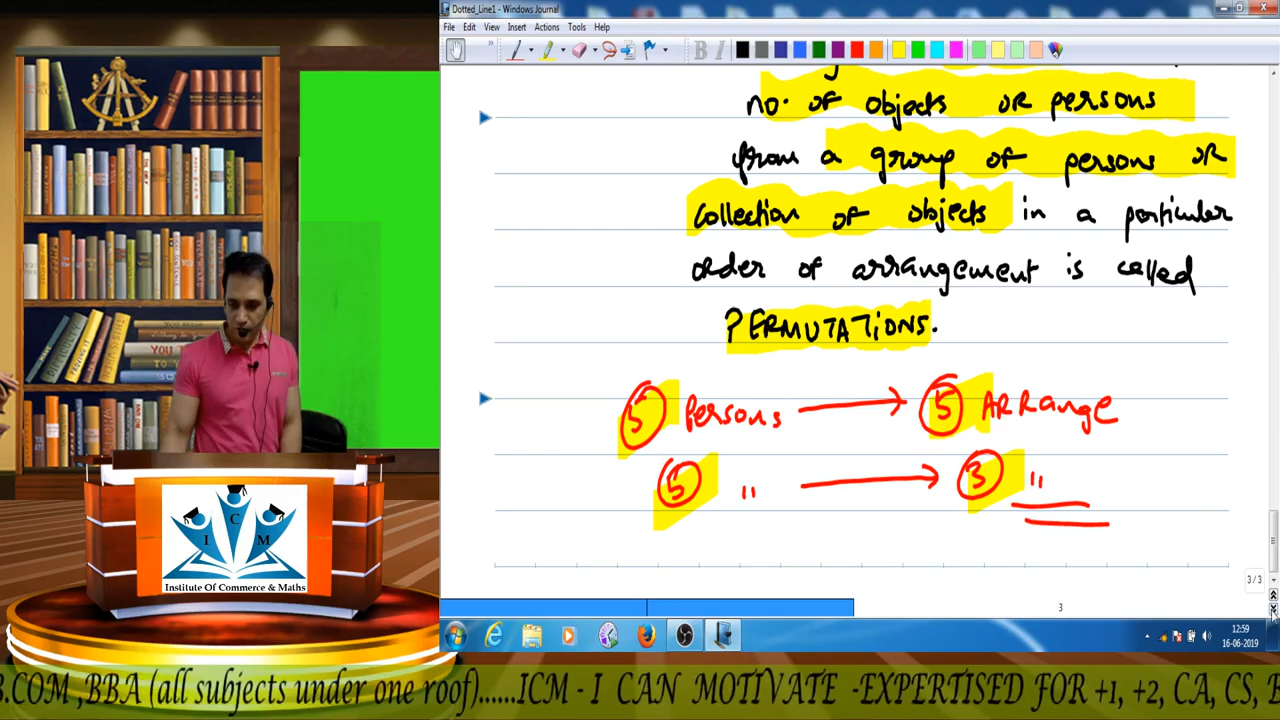 Dotted_Line1 - Windows Journal
File Edit View Insert Actions Tools Help
no. of objects OR persons
from a group of persons OR
collection of objects in a particular
order of arrangement is called
PERMUTATIONS.
5 Persons → 5 ARRange
5 " → 3 "
3/3
3
12:59
16-06-2019
I C M
Institute Of Commerce & Maths
B.COM ,BBA (all subjects under one roof)......ICM - I CAN MOTIVATE -EXPERTISED FOR +1, +2, CA, CS,